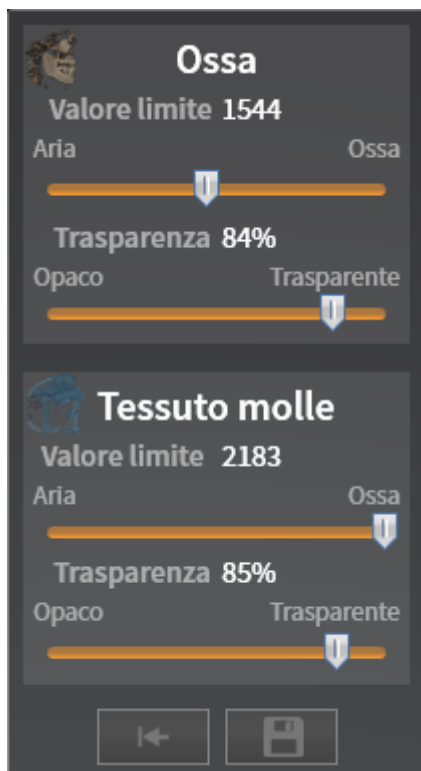 Ossa
Valore limite 1544
Aria Ossa
Trasparenza 84%
Opaco Trasparente
Tessuto molle
Valore limite 2183
Aria Ossa
Trasparenza 85%
Opaco Trasparente